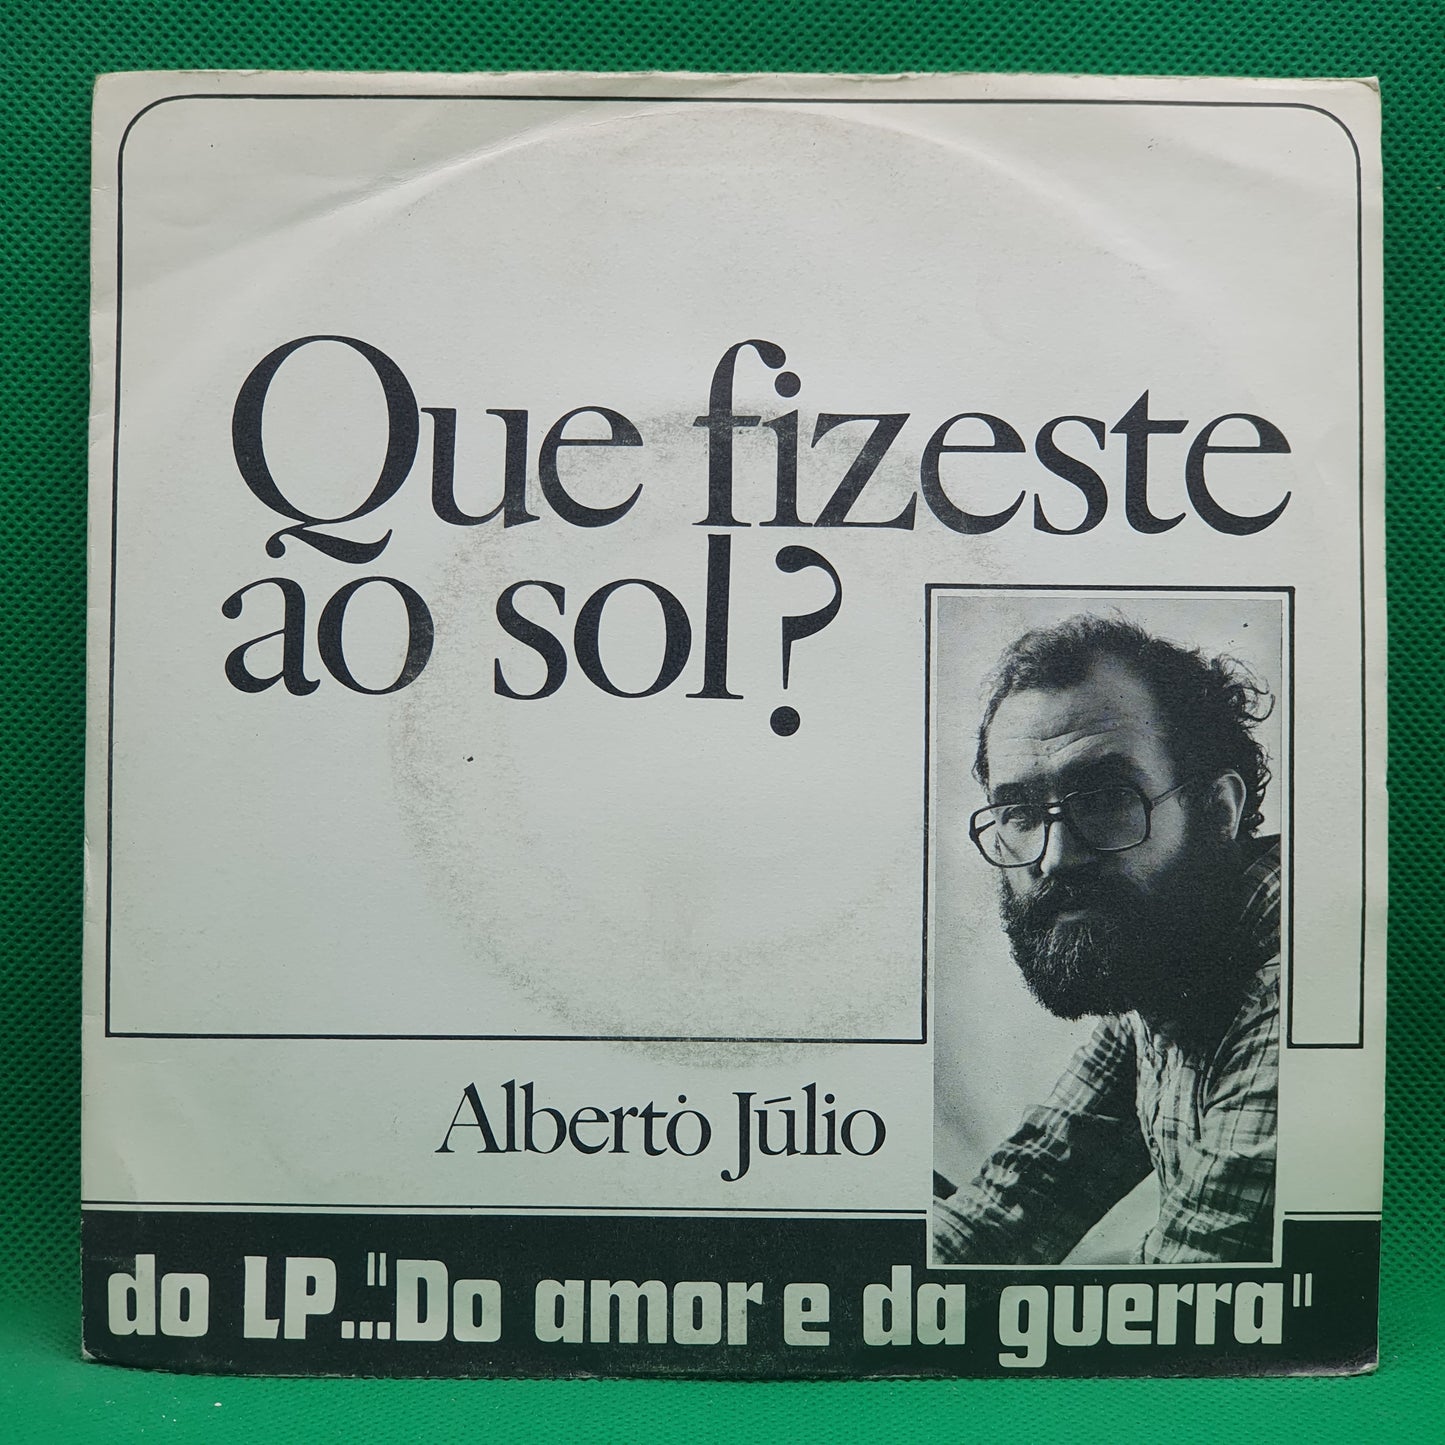 Que fizeste
ao sol?
Alberto Júlio
do LP..."Do amor e da guerra"